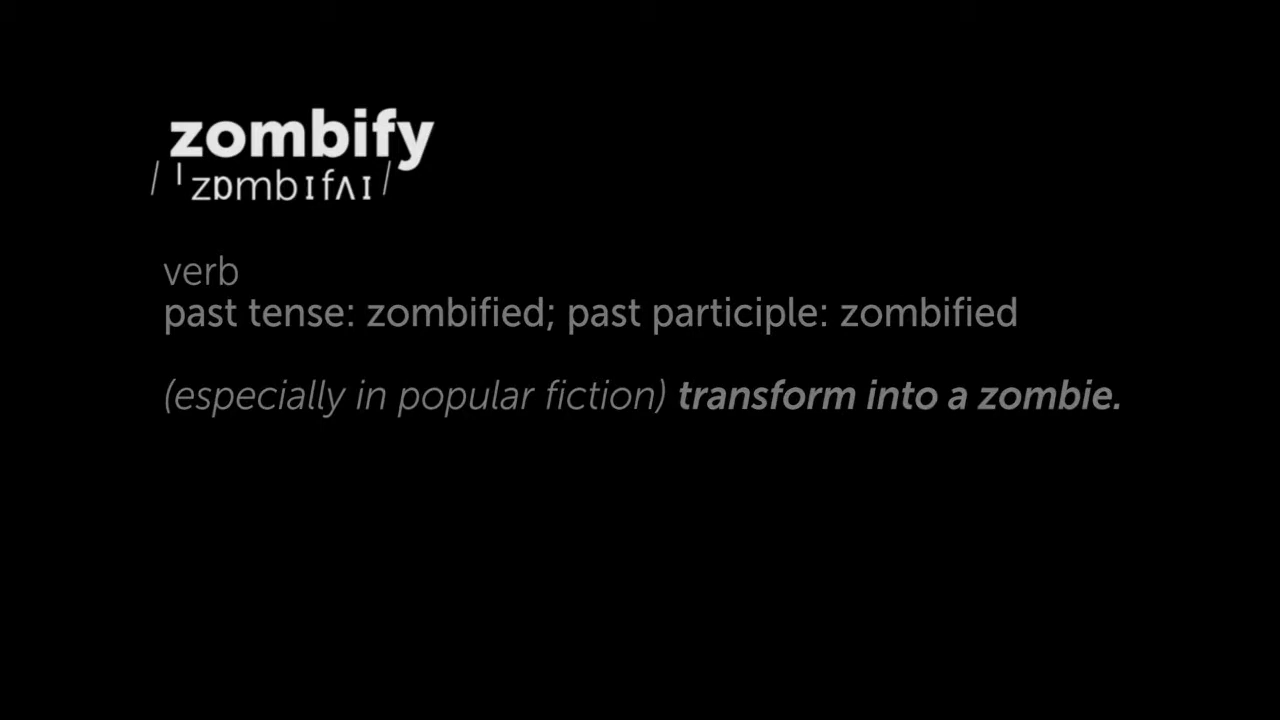 zombify
/ˈzɒmbɪfʌɪ/
verb
past tense: zombified; past participle: zombified
(especially in popular fiction) transform into a zombie.